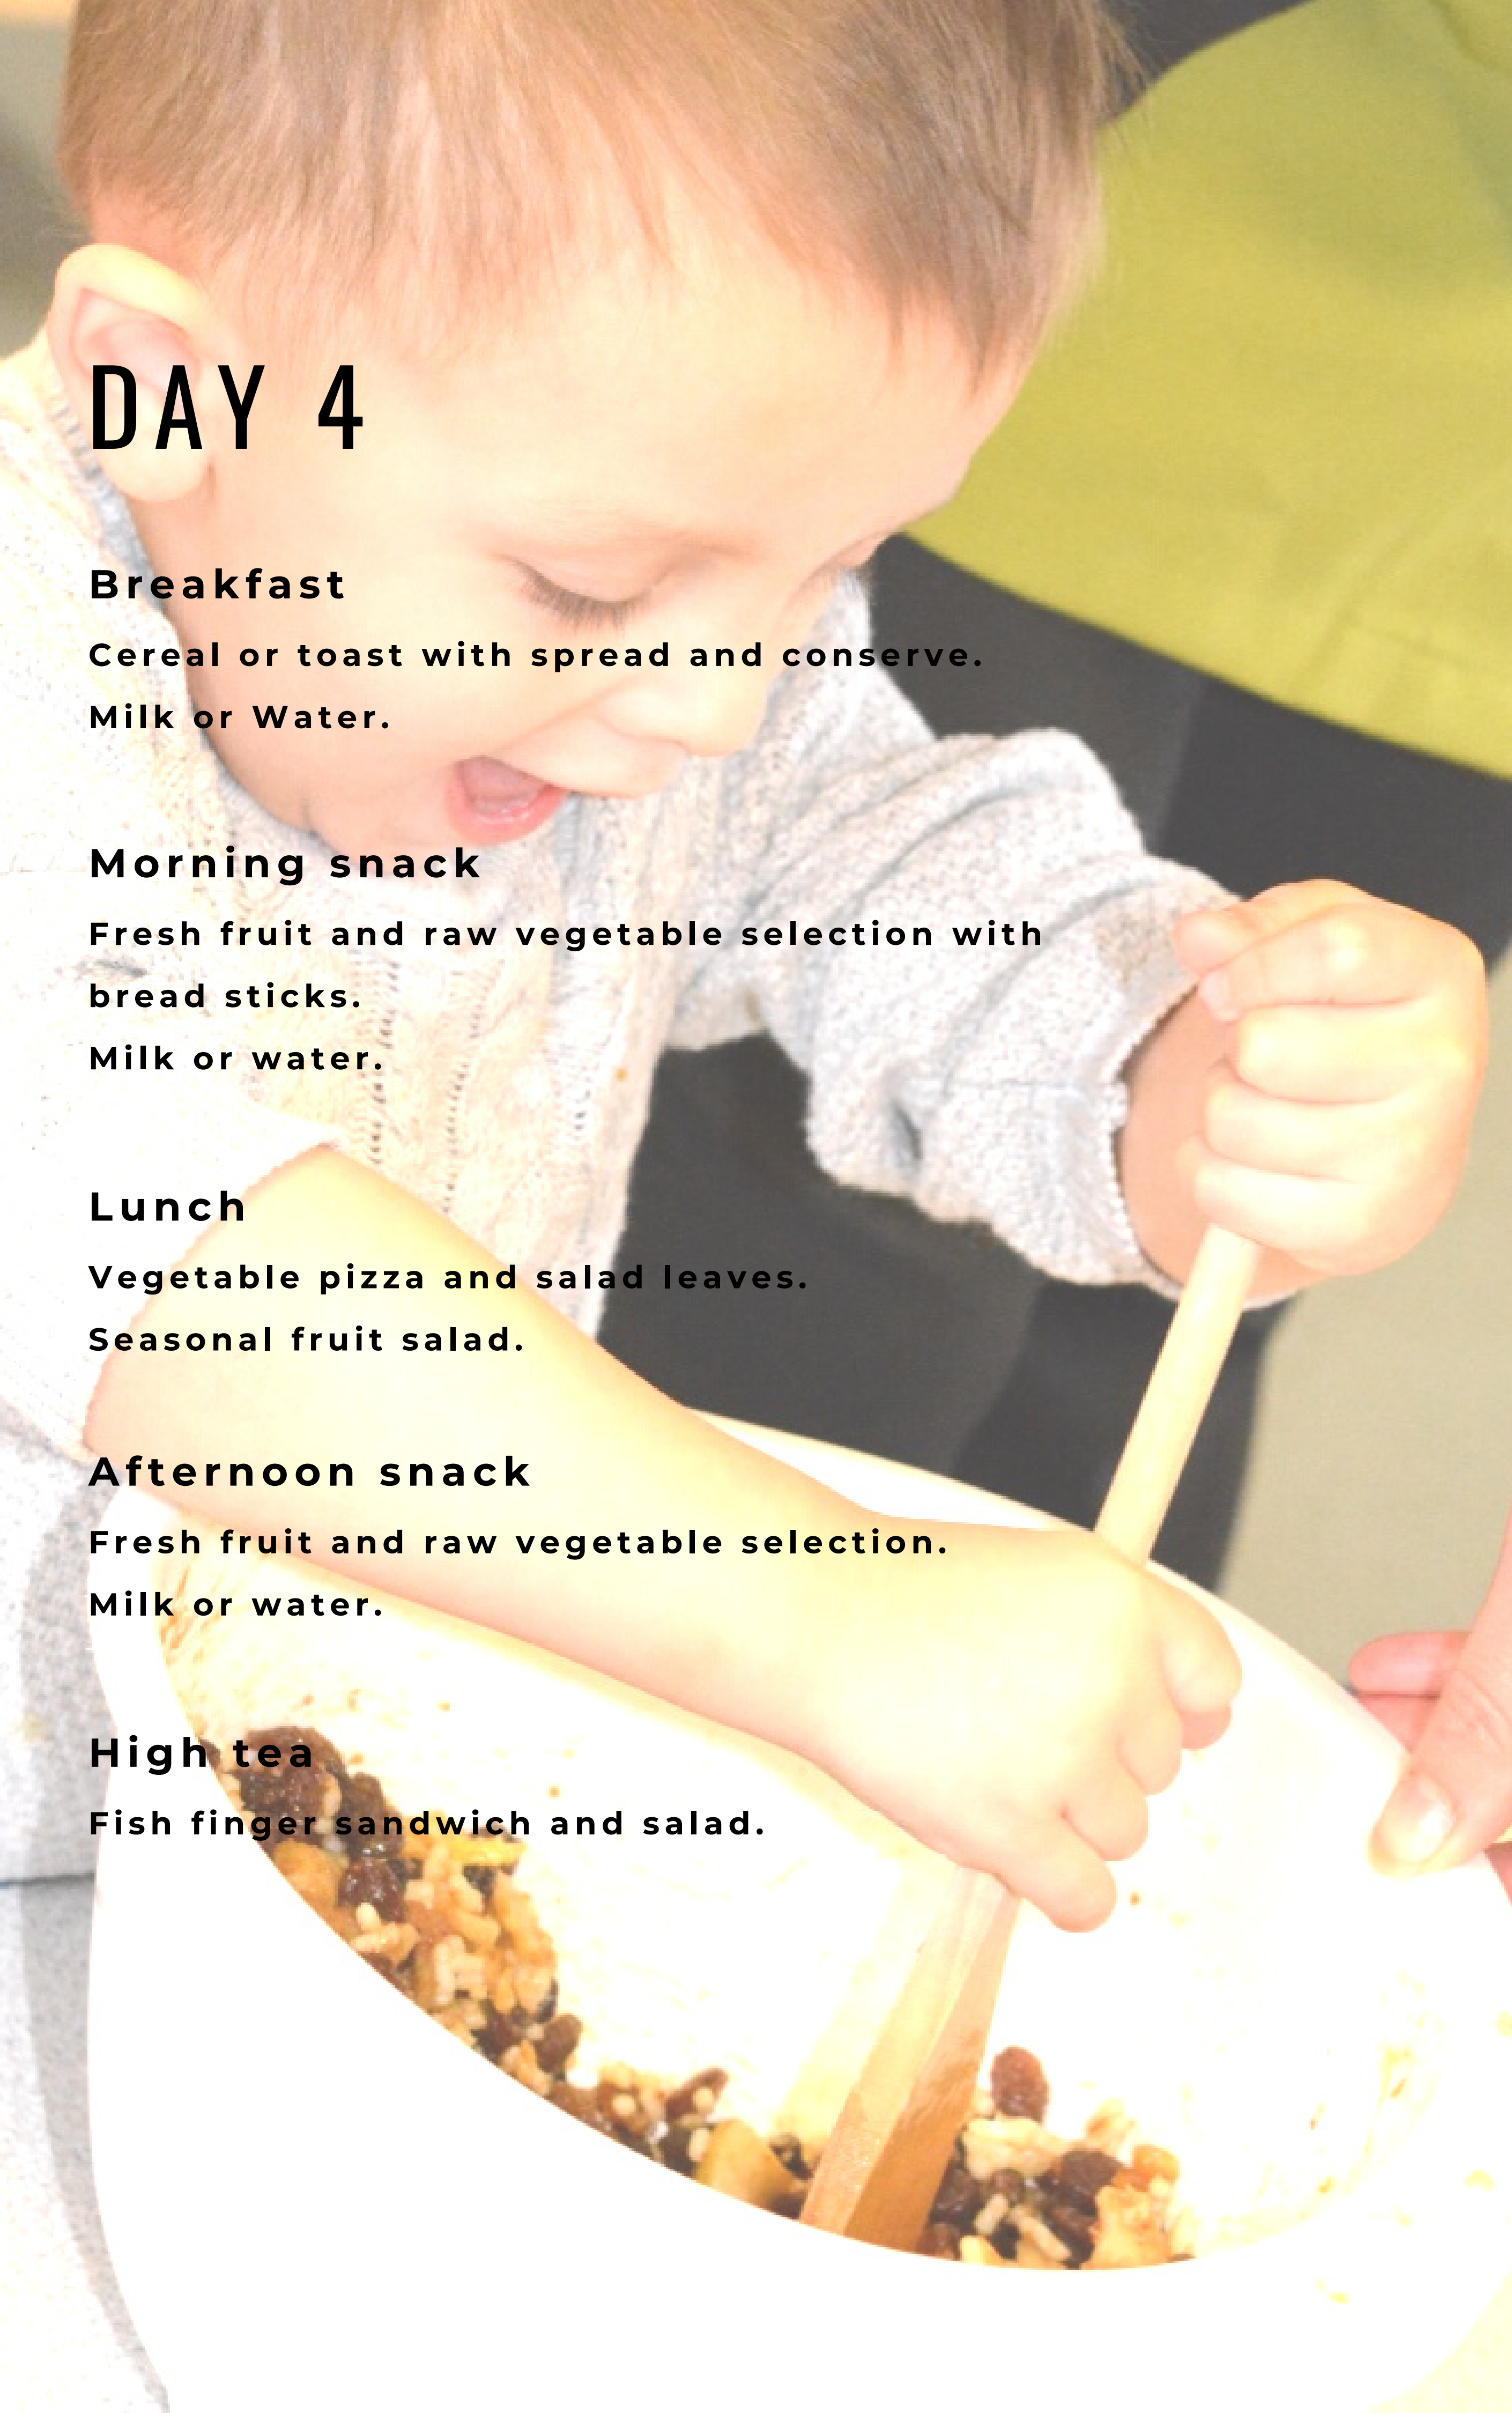 DAY 4
Breakfast
Cereal or toast with spread and conserve.
Milk or Water.
Morning snack
Fresh fruit and raw vegetable selection with
bread sticks.
Milk or water.
Lunch
Vegetable pizza and salad leaves.
Seasonal fruit salad.
Afternoon snack
Fresh fruit and raw vegetable selection.
Milk or water.
High tea
Fish finger sandwich and salad.